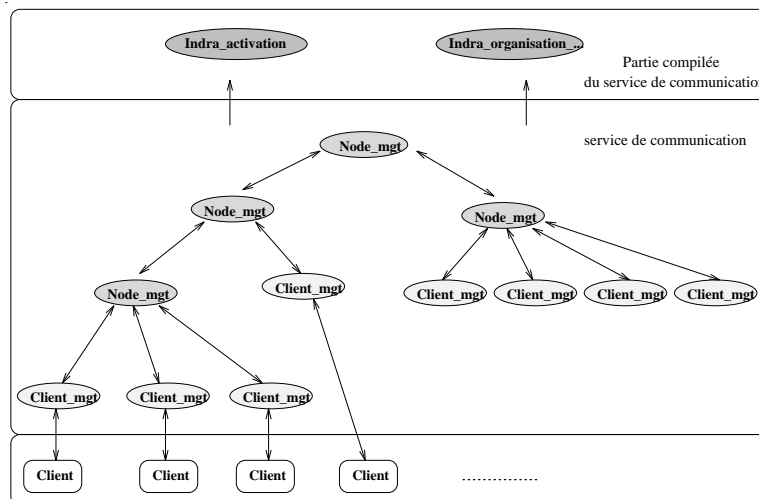 Indra_activation
Indra_organisation_...
Partie compilée
du service de communication
service de communication
Node_mgt
Node_mgt
Node_mgt
Node_mgt
Client_mgt
Client_mgt
Client_mgt
Client_mgt
Client_mgt
Client_mgt
Client_mgt
Client_mgt
Client
Client
Client
Client
...............